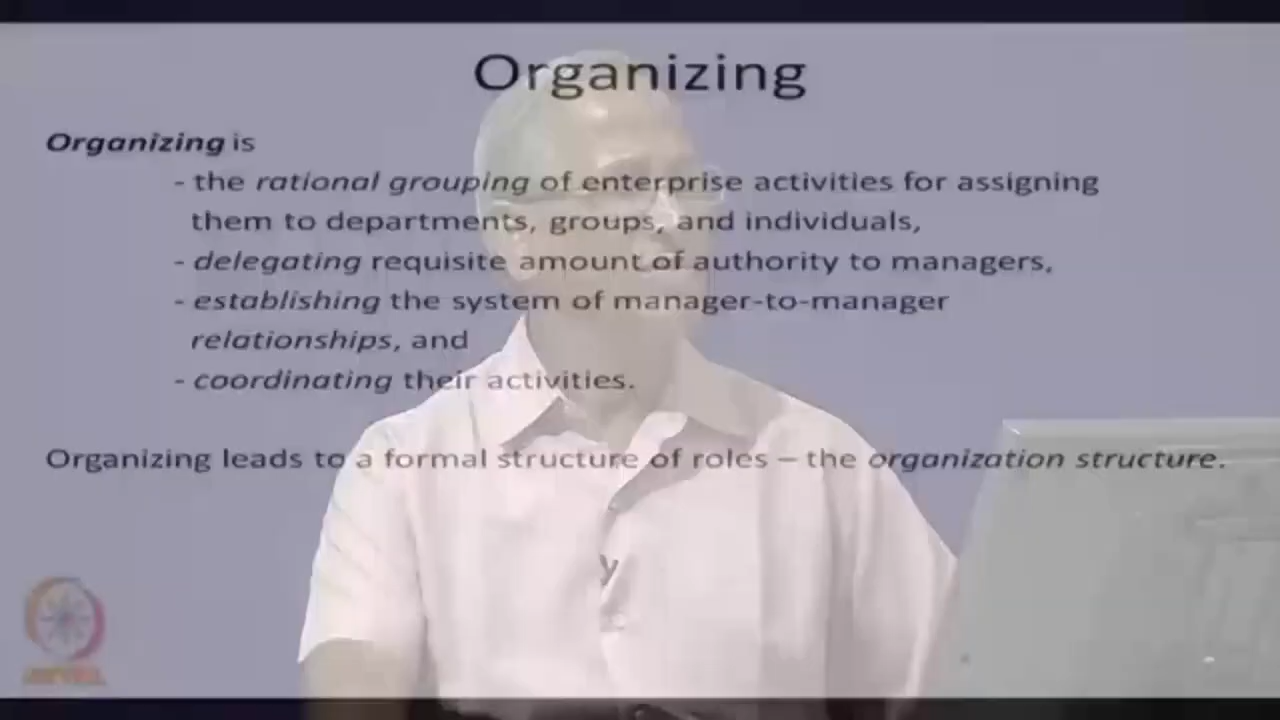 Organizing
Organizing is
- the rational grouping of enterprise activities for assigning
them to departments, groups, and individuals,
- delegating requisite amount of authority to managers,
- establishing the system of manager-to-manager
relationships, and
- coordinating their activities.
Organizing leads to a formal structure of roles – the organization structure.